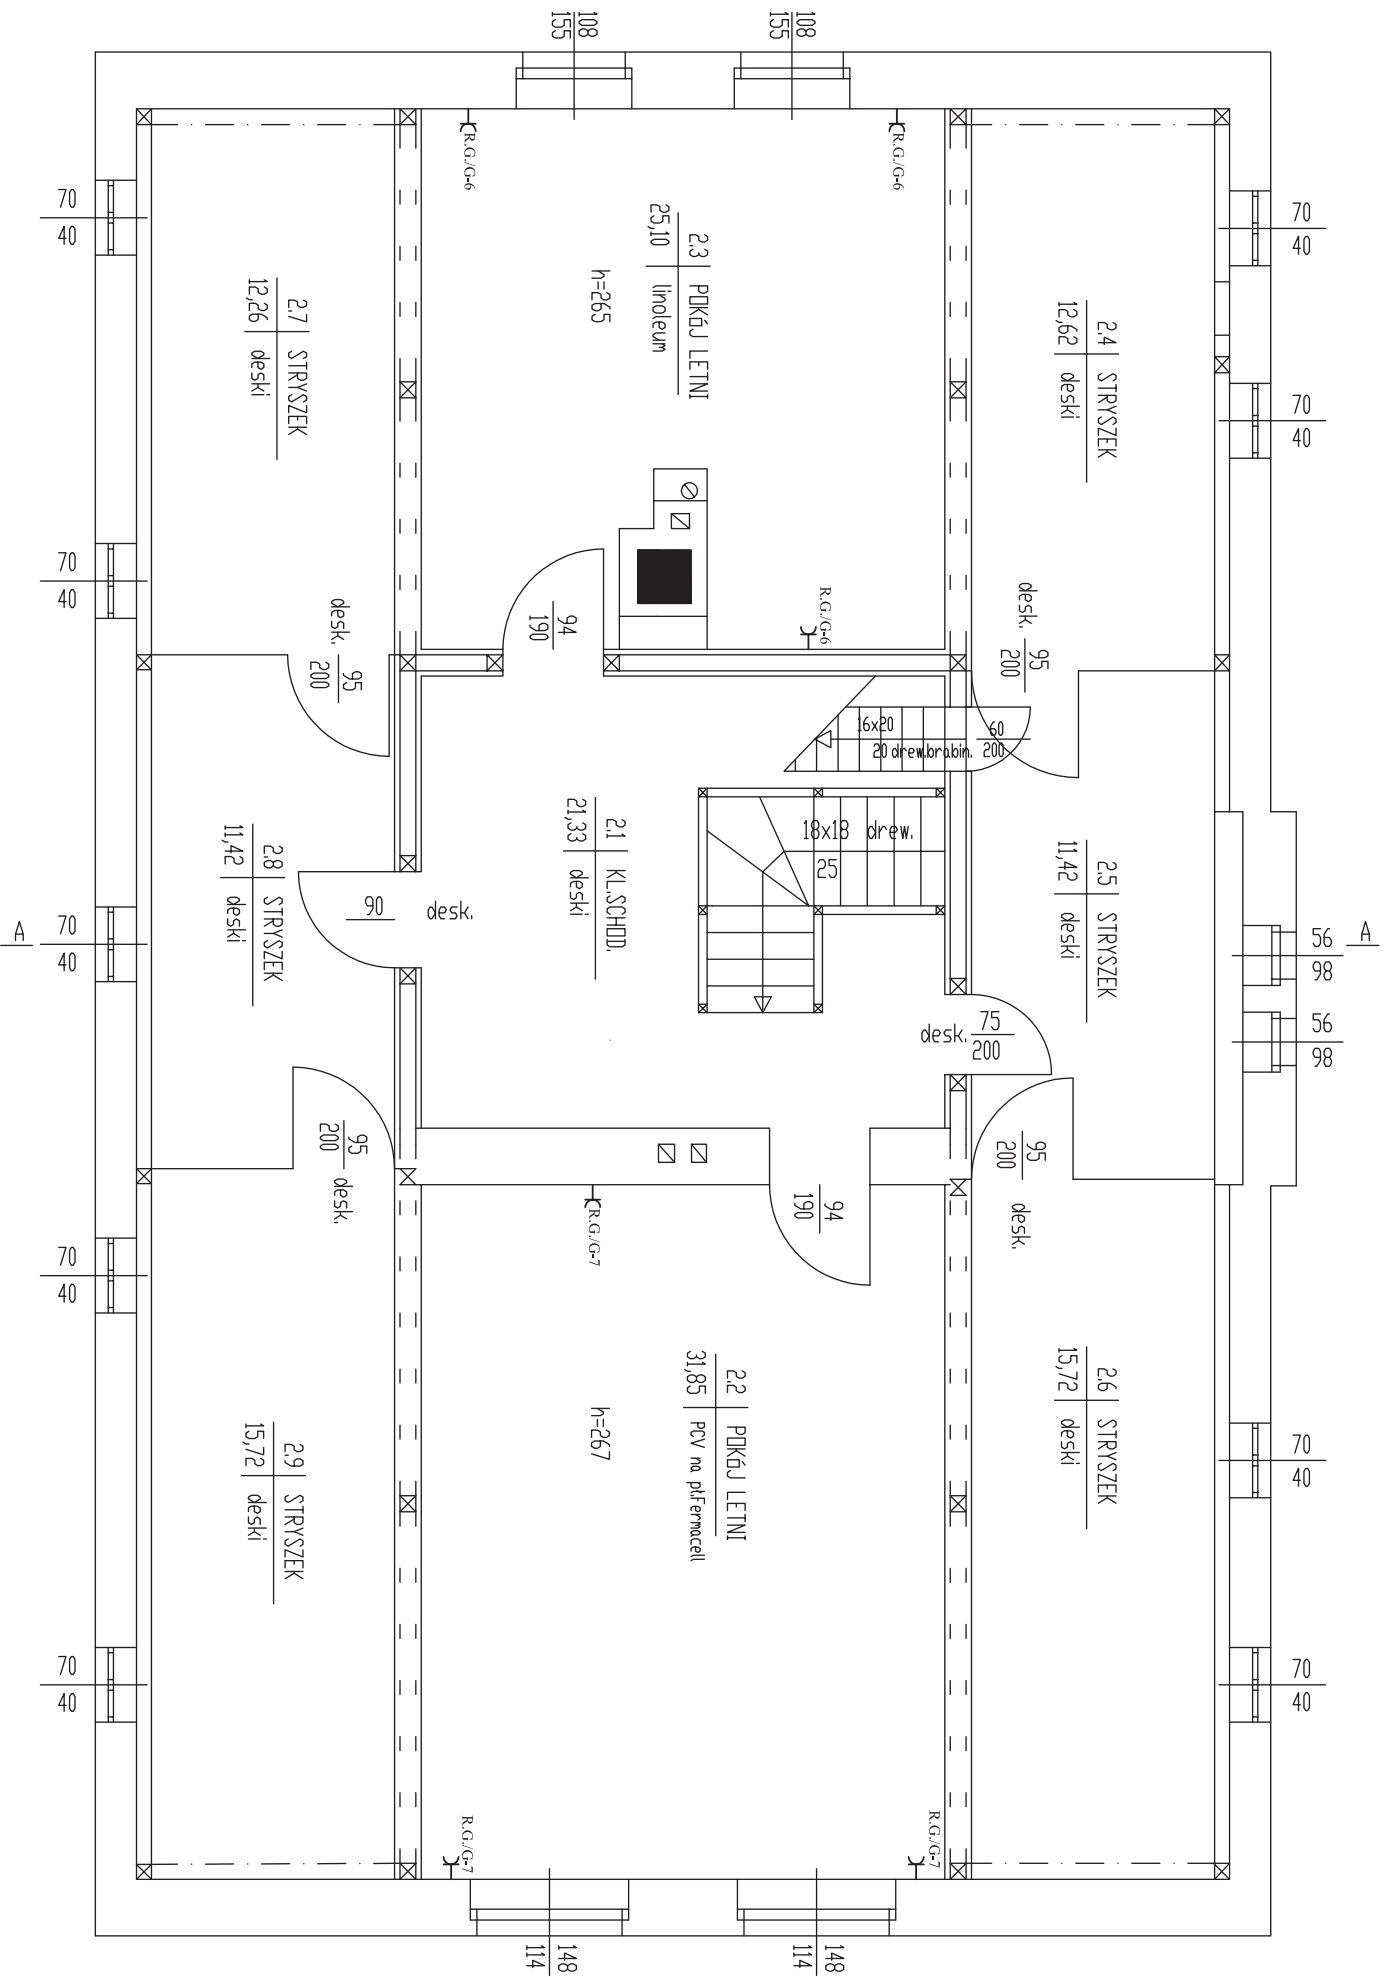 108
155
108
155
R.G./G-6
R.G./G-6
70
40
70
40
2.3 POKÓJ LETNI
25,10 linoleum
h=265
2.7 STRYSZEK
12,26 deski
2.4 STRYSZEK
12,62 deski
70
40
70
40
desk.
95
200
94
190
R.G./G-6
desk.
95
200
16x20
20 drew.brabin.
60
200
18x18 drew.
25
2.1 KL.SCHOD.
21,33 deski
2.8 STRYSZEK
11,42 deski
2.5 STRYSZEK
11,42 deski
A
70
40
90
desk.
56
98
A
desk.
75
200
56
98
95
200
desk.
95
200
desk.
94
190
R.G./G-7
70
40
2.2 POKÓJ LETNI
31,85 PCV na pł.Fermacell
h=267
2.6 STRYSZEK
15,72 deski
2.9 STRYSZEK
15,72 deski
70
40
70
40
70
40
R.G./G-7
R.G./G-7
148
114
148
114